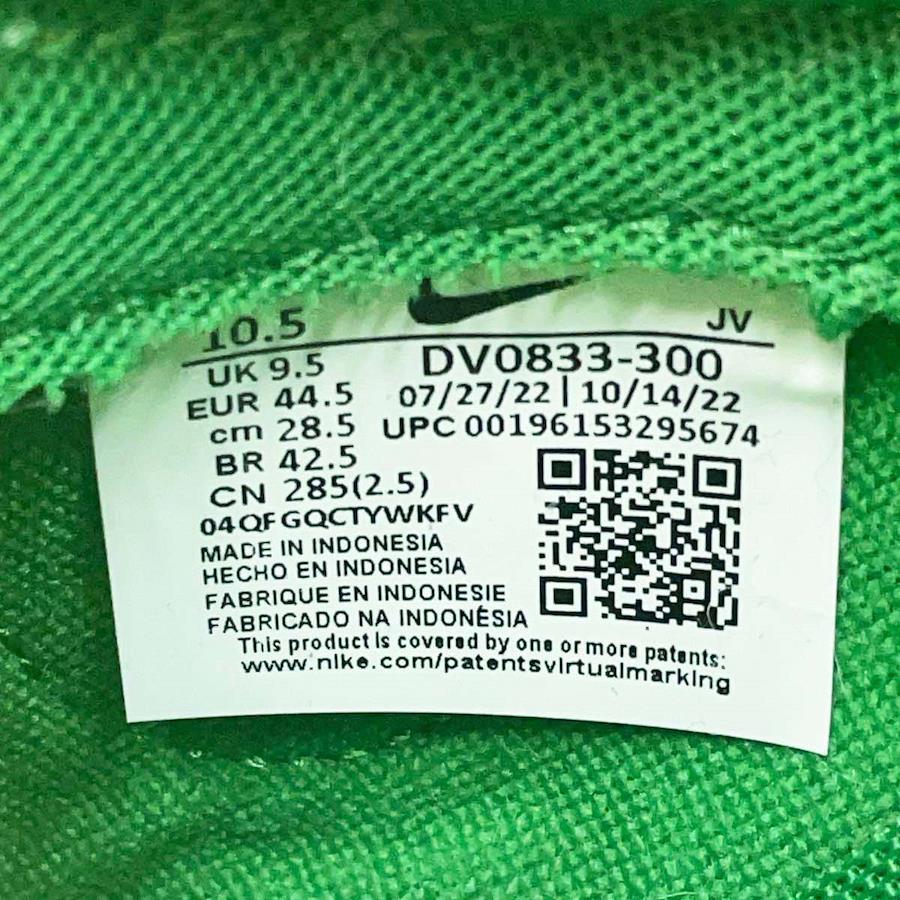 10.5
JV
UK 9.5
DV0833-300
EUR 44.5
07/27/22 | 10/14/22
cm 28.5
UPC 00196153295674
BR 42.5
CN 285(2.5)
04QFGQCTYWKFV
MADE IN INDONESIA
HECHO EN INDONESIA
FABRIQUE EN INDONESIE
FABRICADO NA INDONÉSIA
This product is covered by one or more patents:
www.nike.com/patentsvirtualmarking